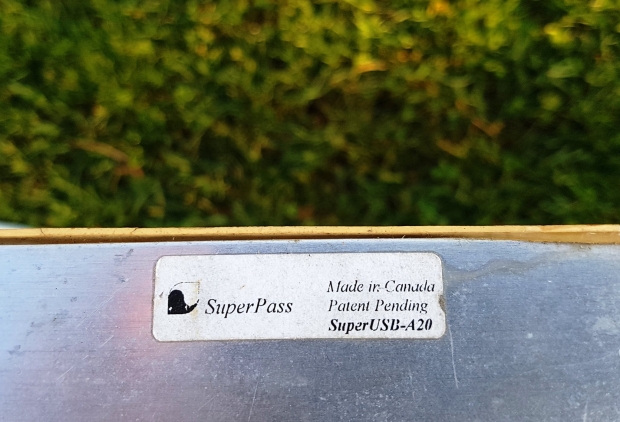 SuperPass
Made in Canada
Patent Pending
SuperUSB-A20